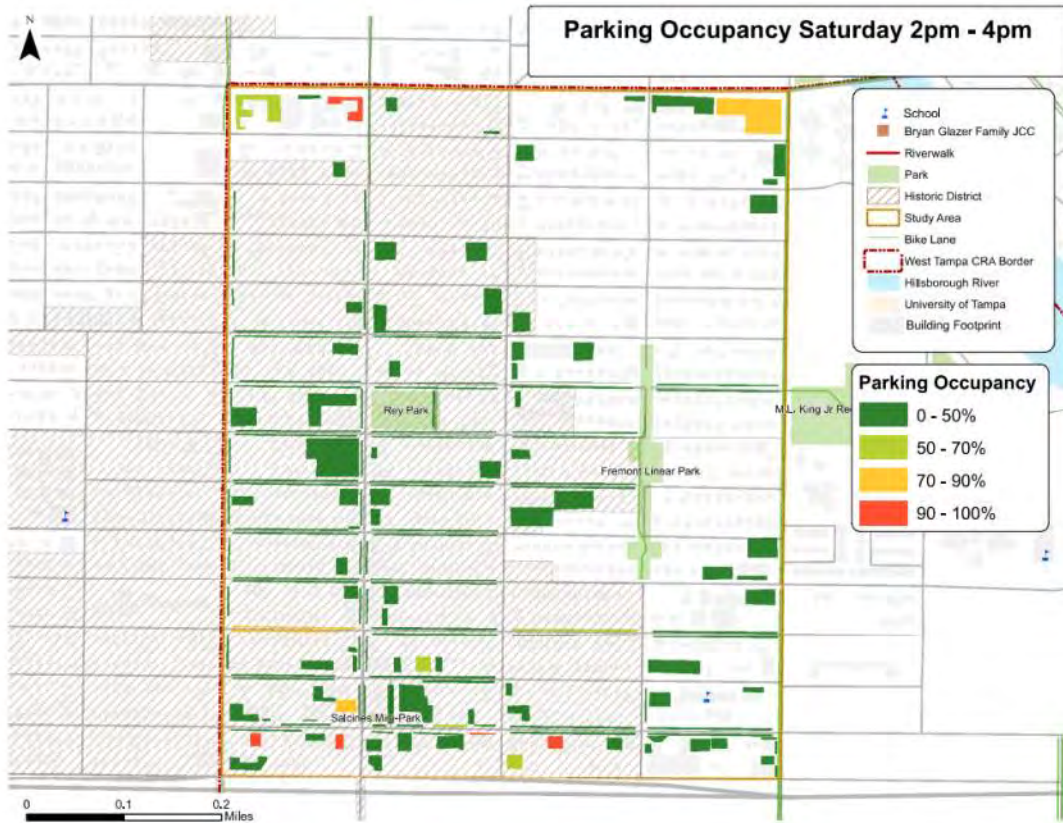 Parking Occupancy Saturday 2pm - 4pm
N
School
Bryan Glazer Family JCC
Riverwalk
Park
Historic District
Study Area
Bike Lane
West Tampa CRA Border
Hillsborough River
University of Tampa
Building Footprint
Parking Occupancy
0 - 50%
50 - 70%
70 - 90%
90 - 100%
Rey Park
M.L. King Jr Rec
Fremont Linear Park
Salcines Mini-Park
0 0.1 0.2
Miles